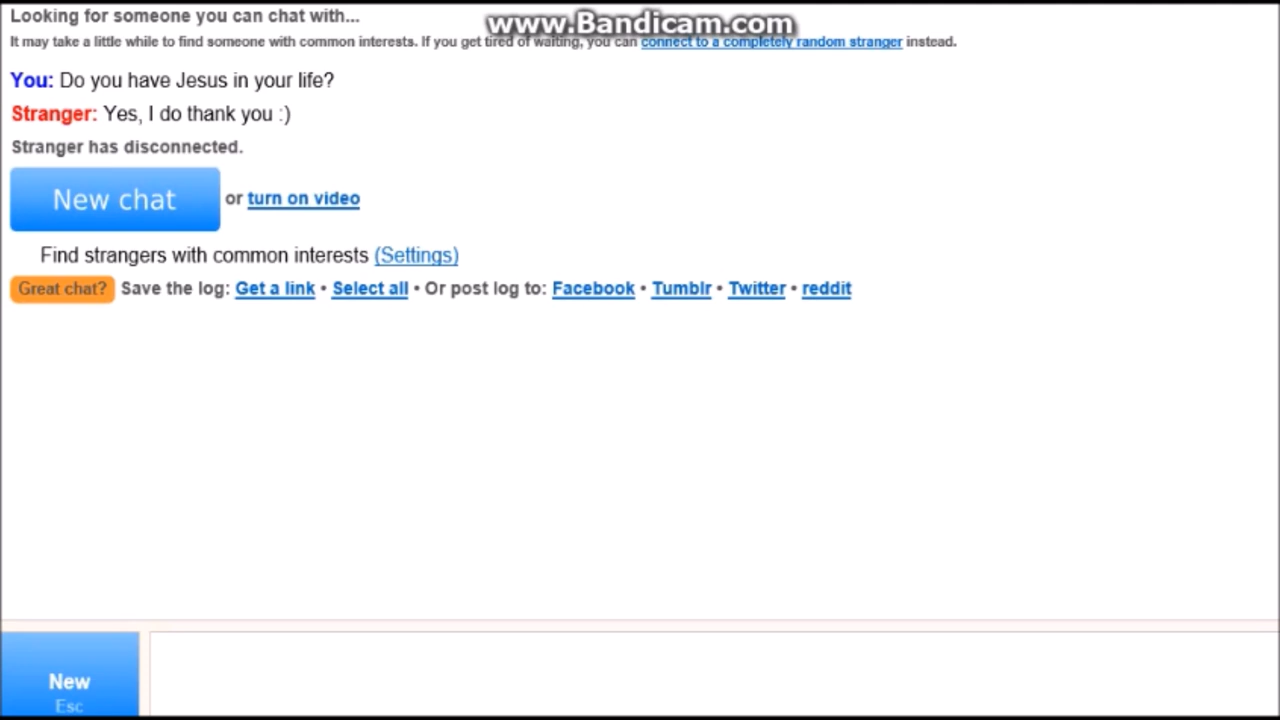 Looking for someone you can chat with...
www.Bandicam.com
It may take a little while to find someone with common interests. If you get tired of waiting, you can connect to a completely random stranger instead.
You: Do you have Jesus in your life?
Stranger: Yes, I do thank you :)
Stranger has disconnected.
New chat or turn on video
Find strangers with common interests (Settings)
Great chat? Save the log: Get a link • Select all • Or post log to: Facebook • Tumblr • Twitter • reddit
New
Esc